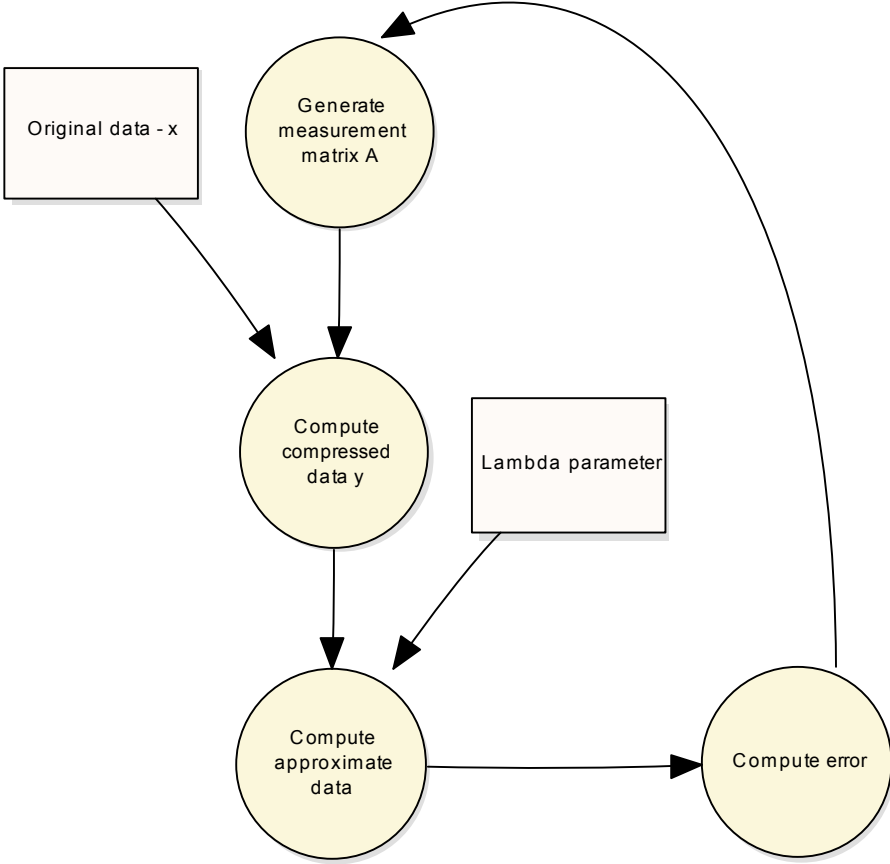 Original data - x
Generate
measurement
matrix A
Compute
compressed
data y
Lambda parameter
Compute
approximate
data
Compute error